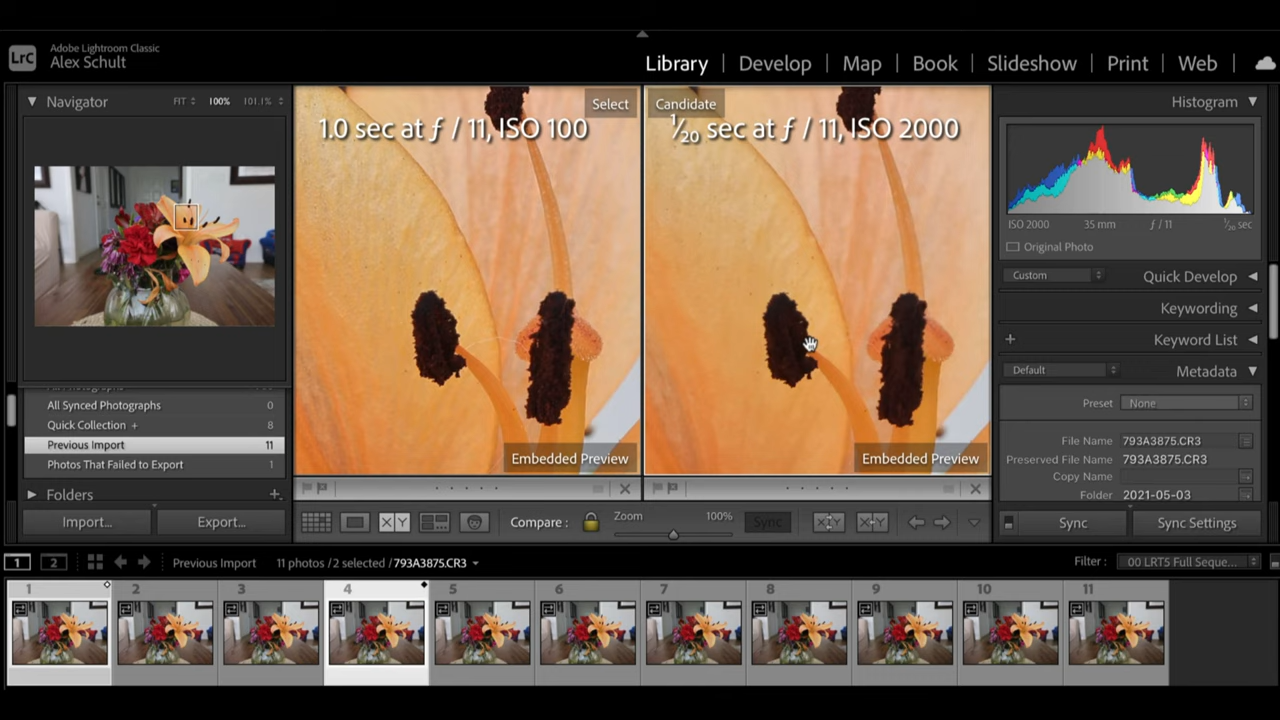 LrC
Adobe Lightroom Classic
Alex Schult
Library | Develop | Map | Book | Slideshow | Print | Web
Navigator FIT 100% 101.1%
Select
Candidate
Histogram
1.0 sec at ƒ / 11, ISO 100
1/20 sec at ƒ / 11, ISO 2000
ISO 2000 35 mm ƒ / 11 1/20 sec
Original Photo
Custom Quick Develop
Keywording
+ Keyword List
Default Metadata
Preset None
All Photographs
All Synced Photographs 0
Quick Collection + 8
Previous Import 11
Photos That Failed to Export 1
Folders +
Import...
Export...
Embedded Preview
Embedded Preview
File Name 793A3875.CR3
Preserved File Name 793A3875.CR3
Copy Name
Folder 2021-05-03
X Y
Compare : Zoom 100% Sync
X Y
X Y
Sync
Sync Settings
1 2 Previous Import 11 photos / 2 selected / 793A3875.CR3
Filter : 00 LRT5 Full Seque...
1 2 3 4 5 6 7 8 9 10 11